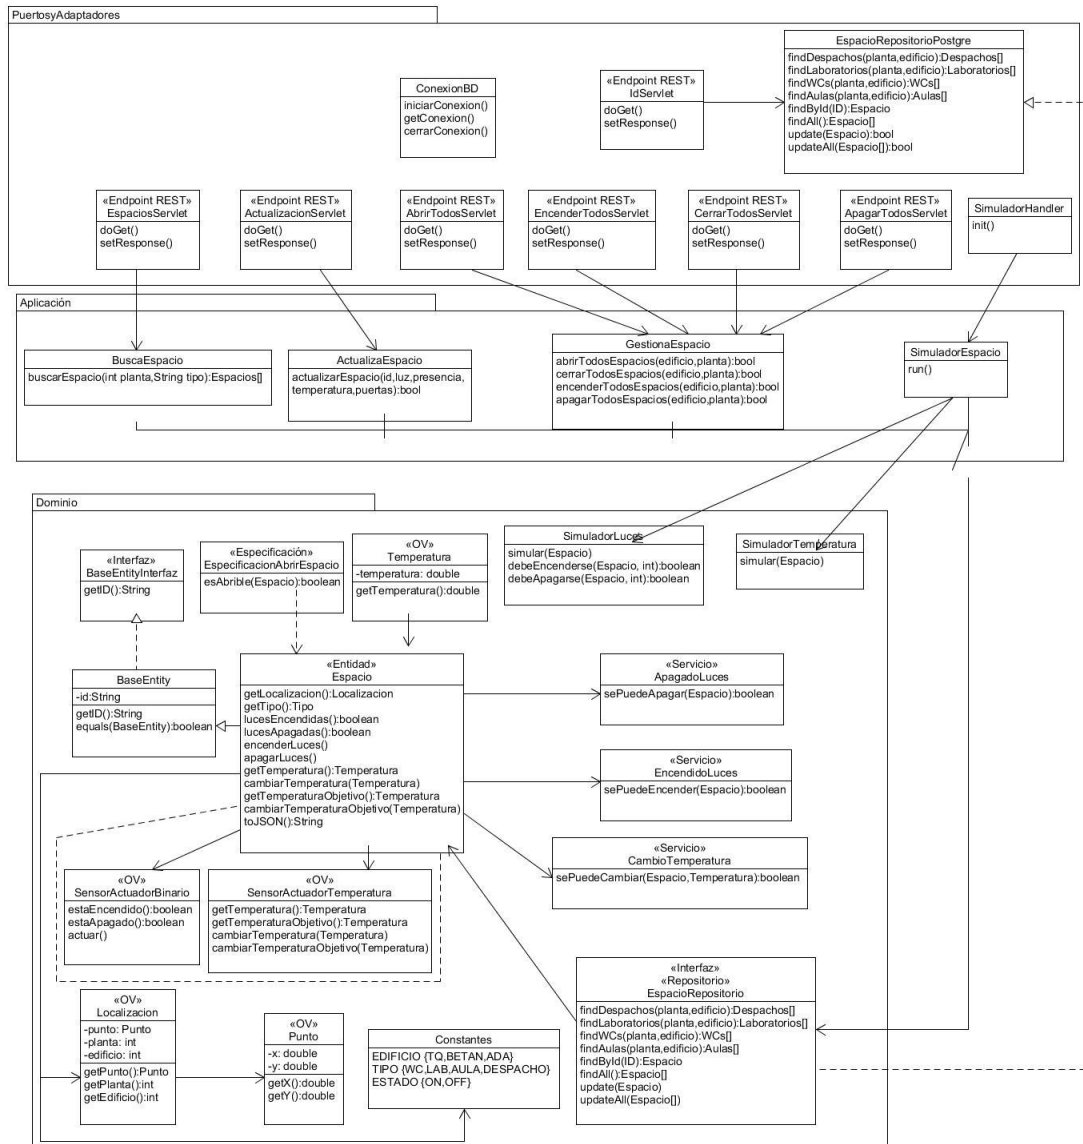 PuertosyAdaptadores
EspacioRepositorioPostgre
findDespachos(planta,edificio):Despachos[]
findLaboratorios(planta,edificio):Laboratorios[]
findWCs(planta,edificio):WCs[]
findAulas(planta,edificio):Aulas[]
findById(ID):Espacio
findAll():Espacio[]
update(Espacio):bool
updateAll(Espacio[]):bool
ConexionBD
iniciarConexion()
getConexion()
cerrarConexion()
«Endpoint REST»
IdServlet
doGet()
setResponse()
«Endpoint REST»
EspaciosServlet
doGet()
setResponse()
«Endpoint REST»
ActualizacionServlet
doGet()
setResponse()
«Endpoint REST»
AbrirTodosServlet
doGet()
setResponse()
«Endpoint REST»
EncenderTodosServlet
doGet()
setResponse()
«Endpoint REST»
CerrarTodosServlet
doGet()
setResponse()
«Endpoint REST»
ApagarTodosServlet
doGet()
setResponse()
SimuladorHandler
init()
Aplicación
BuscaEspacio
buscarEspacio(int planta,String tipo):Espacios[]
ActualizaEspacio
actualizarEspacio(id,luz,presencia,
temperatura,puertas):bool
GestionaEspacio
abrirTodosEspacios(edificio,planta):bool
cerrarTodosEspacios(edificio,planta):bool
encenderTodosEspacios(edificio,planta):bool
apagarTodosEspacios(edificio,planta):bool
SimuladorEspacio
run()
Dominio
«Interfaz»
BaseEntityInterfaz
getID():String
«Especificación»
EspecificacionAbrirEspacio
esAbrible(Espacio):boolean
«OV»
Temperatura
-temperatura: double
getTemperatura():double
SimuladorLuces
simular(Espacio)
debeEncenderse(Espacio, int):boolean
debeApagarse(Espacio, int):boolean
SimuladorTemperatura
simular(Espacio)
BaseEntity
-id:String
getID():String
equals(BaseEntity):boolean
«Entidad»
Espacio
getLocalizacion():Localizacion
getTipo():Tipo
lucesEncendidas():boolean
lucesApagadas():boolean
encenderLuces()
apagarLuces()
getTemperatura():Temperatura
cambiarTemperatura(Temperatura)
getTemperaturaObjetivo():Temperatura
cambiarTemperaturaObjetivo(Temperatura)
toJSON():String
«Servicio»
ApagadoLuces
sePuedeApagar(Espacio):boolean
«Servicio»
EncendidoLuces
sePuedeEncender(Espacio):boolean
«Servicio»
CambioTemperatura
sePuedeCambiar(Espacio,Temperatura):boolean
«OV»
SensorActuadorBinario
estaEncendido():boolean
estaApagado():boolean
actuar()
«OV»
SensorActuadorTemperatura
getTemperatura():Temperatura
getTemperaturaObjetivo():Temperatura
cambiarTemperatura(Temperatura)
cambiarTemperaturaObjetivo(Temperatura)
«Interfaz»
«Repositorio»
EspacioRepositorio
findDespachos(planta,edificio):Despachos[]
findLaboratorios(planta,edificio):Laboratorios[]
findWCs(planta,edificio):WCs[]
findAulas(planta,edificio):Aulas[]
findById(ID):Espacio
findAll():Espacio[]
update(Espacio)
updateAll(Espacio[])
«OV»
Localizacion
-punto: Punto
-planta: int
-edificio: int
getPunto():Punto
getPlanta():int
getEdificio():int
«OV»
Punto
-x: double
-y: double
getX():double
getY():double
Constantes
EDIFICIO {TQ,BETAN,ADA}
TIPO {WC,LAB,AULA,DESPACHO}
ESTADO {ON,OFF}